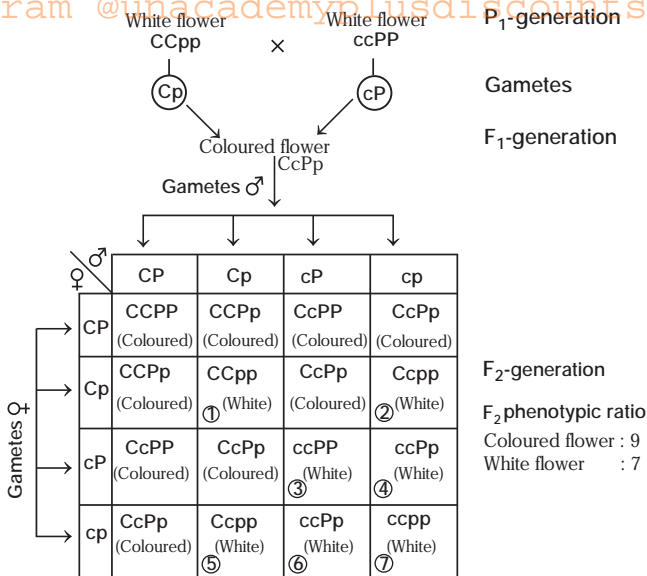 ram @unacademyplusdiscounts
White flower White flower P1-generation
CCpp × ccPP
Cp cP Gametes
F1-generation
Coloured flower
CcPp
Gametes ♂
♀ ♂ CP Cp cP cp
CP CCPP CCPp CcPP CcPp
(Coloured) (Coloured) (Coloured) (Coloured)
Cp CCPp CCpp CcPp Ccpp
(Coloured) ① (White) (Coloured) ② (White)
cP CcPP CcPp ccPP ccPp
(Coloured) (Coloured) ③ (White) ④ (White)
cp CcPp Ccpp ccPp ccpp
(Coloured) ⑤ (White) ⑥ (White) ⑦ (White)
Gametes ♀
F2-generation
F2 phenotypic ratio
Coloured flower : 9
White flower : 7